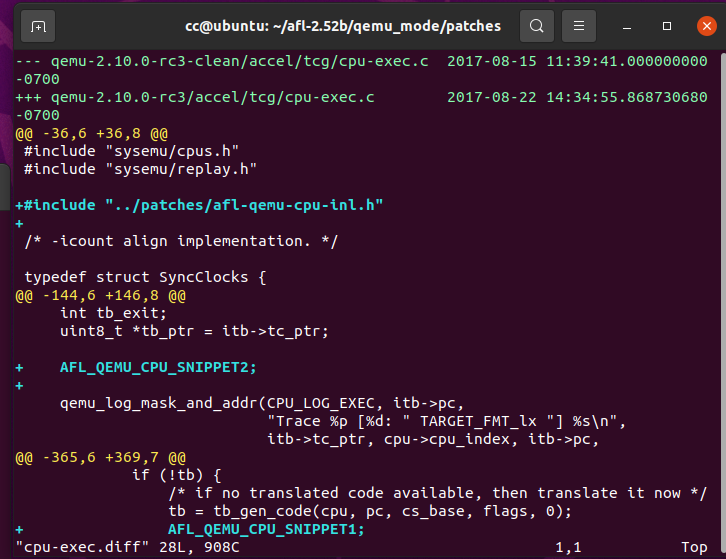 cc@ubuntu: ~/afl-2.52b/qemu_mode/patches
--- qemu-2.10.0-rc3-clean/accel/tcg/cpu-exec.c  2017-08-15 11:39:41.000000000
-0700
+++ qemu-2.10.0-rc3/accel/tcg/cpu-exec.c        2017-08-22 14:34:55.868730680
-0700
@@ -36,6 +36,8 @@
 #include "sysemu/cpus.h"
 #include "sysemu/replay.h"

+#include "../patches/afl-qemu-cpu-inl.h"
+
 /* -icount align implementation. */

 typedef struct SyncClocks {
@@ -144,6 +146,8 @@
     int tb_exit;
     uint8_t *tb_ptr = itb->tc_ptr;

+    AFL_QEMU_CPU_SNIPPET2;
+
     qemu_log_mask_and_addr(CPU_LOG_EXEC, itb->pc,
                            "Trace %p [%d: " TARGET_FMT_lx "] %s\n",
                            itb->tc_ptr, cpu->cpu_index, itb->pc,
@@ -365,6 +369,7 @@
             if (!tb) {
                 /* if no translated code available, then translate it now */
                 tb = tb_gen_code(cpu, pc, cs_base, flags, 0);
+                AFL_QEMU_CPU_SNIPPET1;
"cpu-exec.diff" 28L, 908C                                   1,1           Top